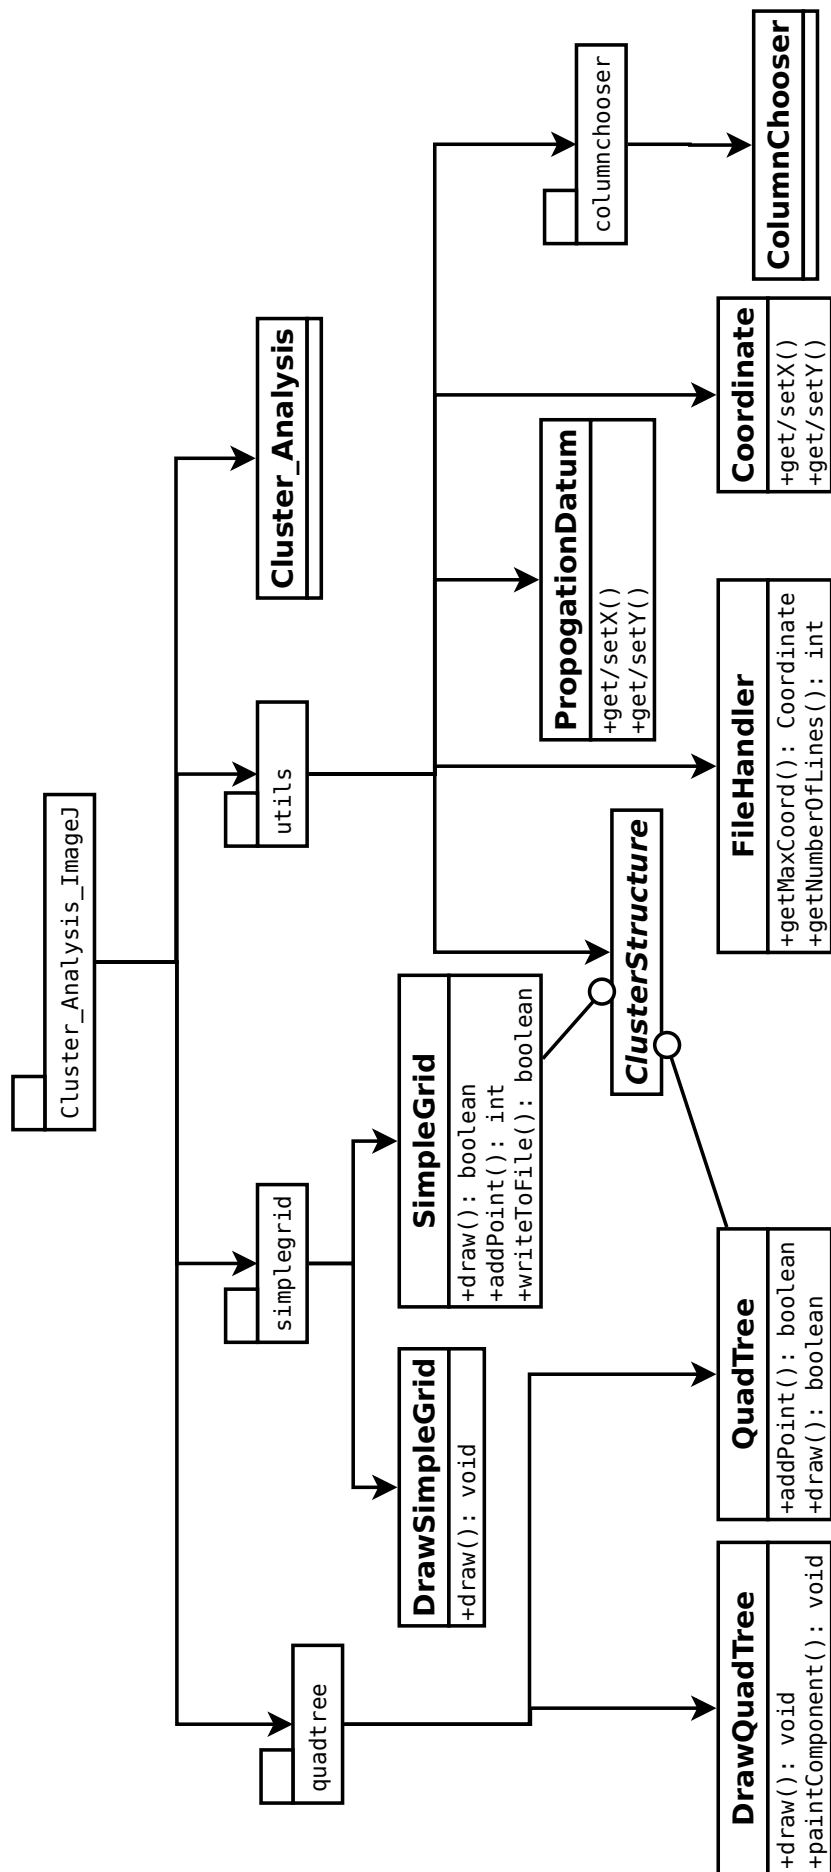 Cluster_Analysis_ImageJ
quadtree
simplegrid
utils
Cluster_Analysis
DrawSimpleGrid
+draw(): void
SimpleGrid
+draw(): boolean
+addPoint(): int
+writeToFile(): boolean
PropogationDatum
+get/setX()
+get/setY()
columnchooser
ClusterStructure
DrawQuadTree
+draw(): void
+paintComponent(): void
QuadTree
+addPoint(): boolean
+draw(): boolean
FileHandler
+getMaxCoord(): Coordinate
+getNumberOfLines(): int
Coordinate
+get/setX()
+get/setY()
ColumnChooser